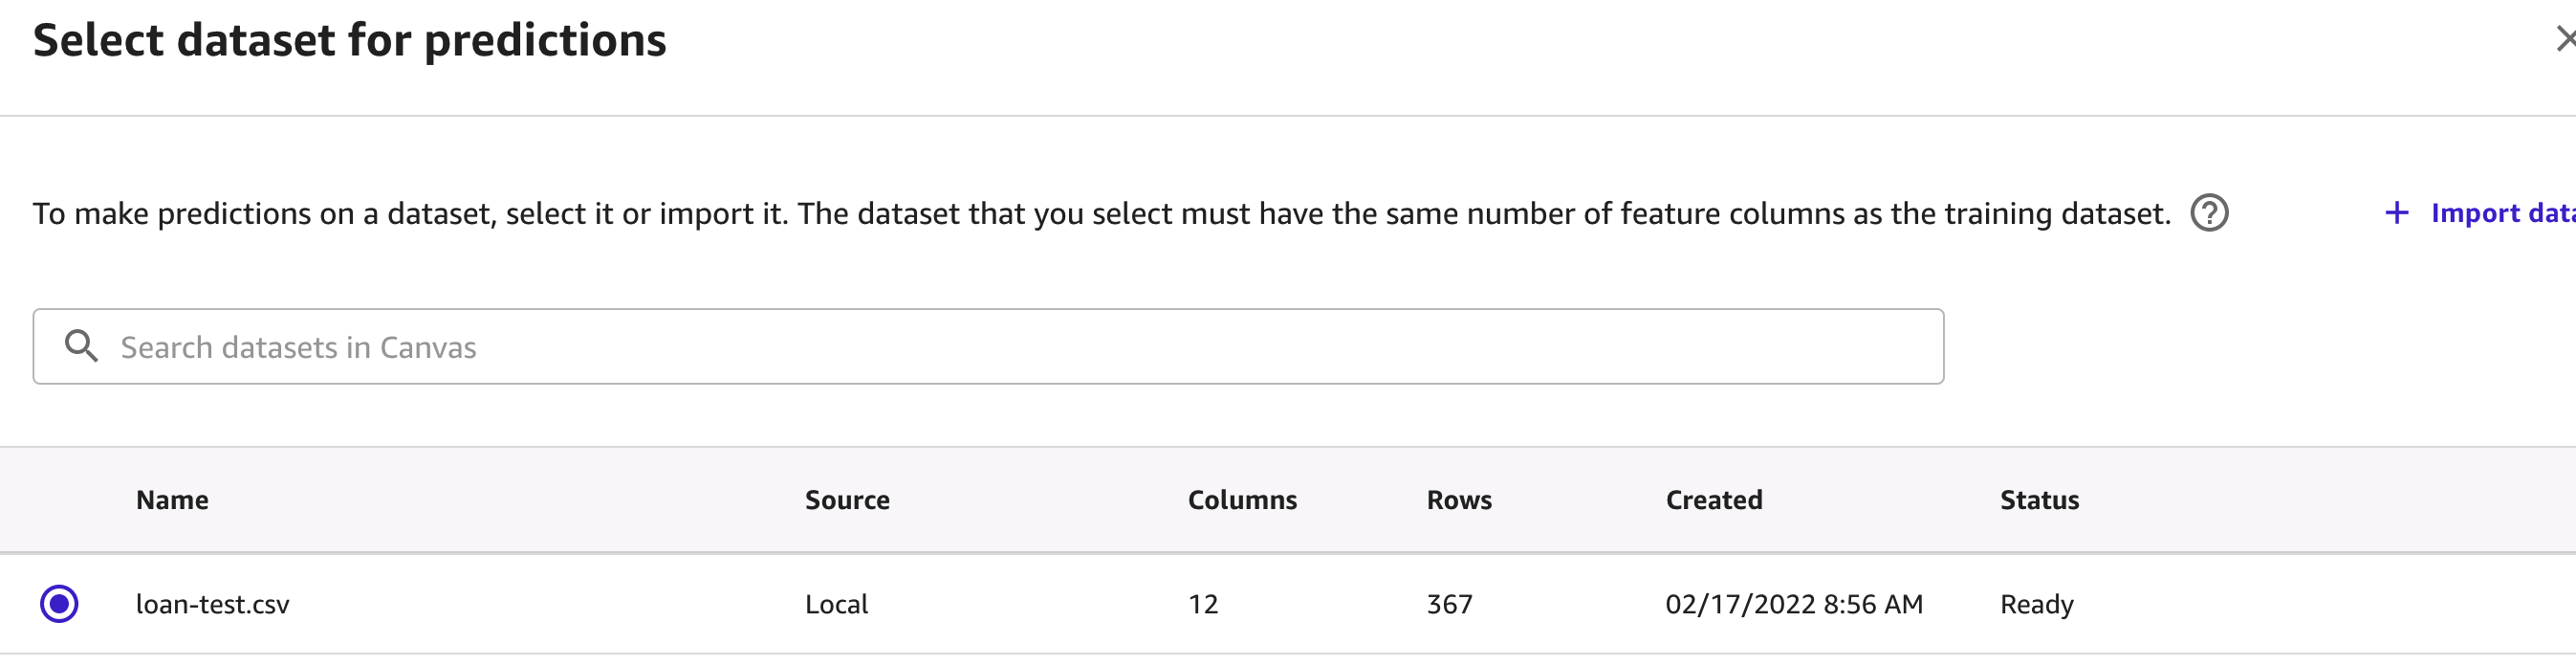 Select dataset for predictions
To make predictions on a dataset, select it or import it. The dataset that you select must have the same number of feature columns as the training dataset. + Import data
Search datasets in Canvas
Name Source Columns Rows Created Status
loan-test.csv Local 12 367 02/17/2022 8:56 AM Ready